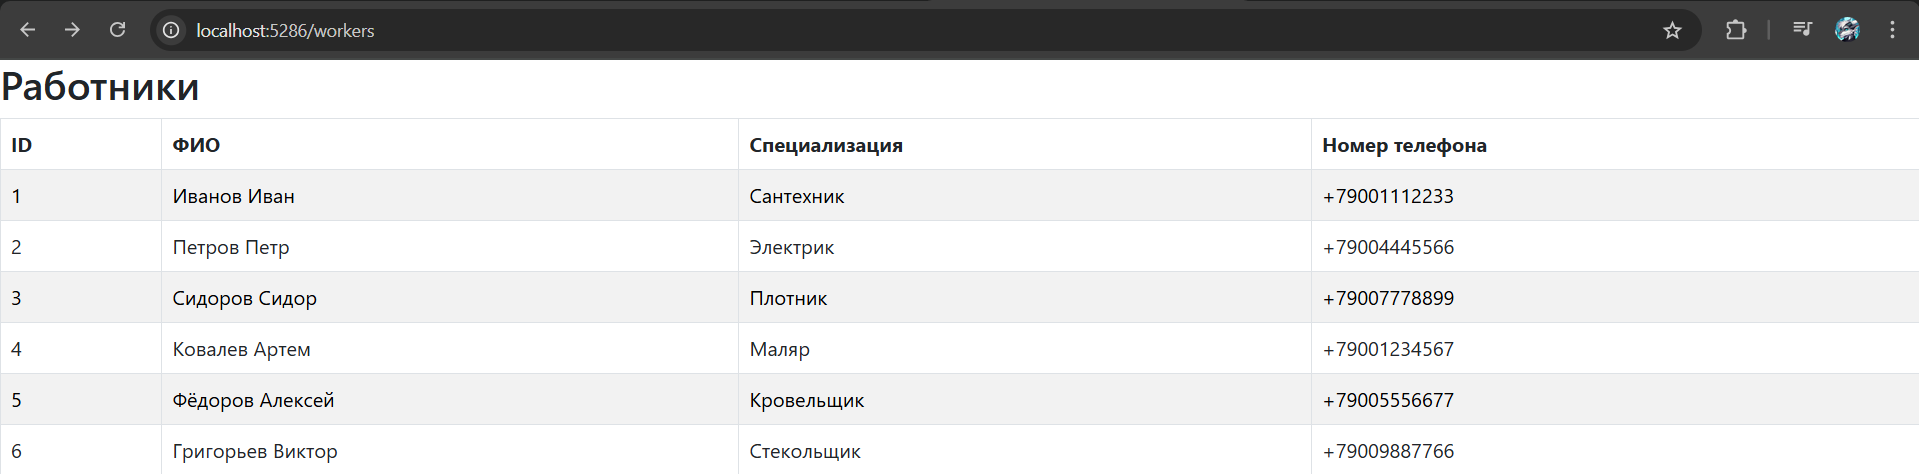 localhost:5286/workers
Работники
ID ФИО Специализация Номер телефона
1 Иванов Иван Сантехник +79001112233
2 Петров Петр Электрик +79004445566
3 Сидоров Сидор Плотник +79007778899
4 Ковалев Артем Маляр +79001234567
5 Фёдоров Алексей Кровельщик +79005556677
6 Григорьев Виктор Стекольщик +79009887766